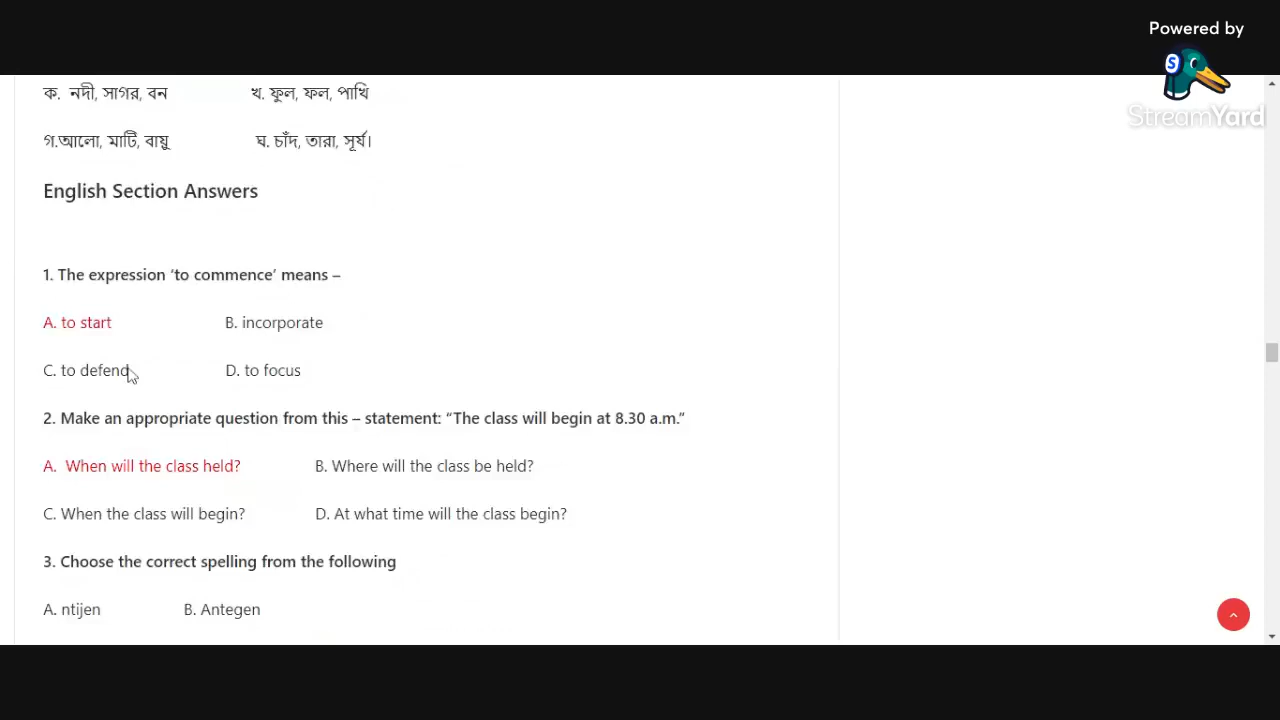 Powered by
StreamYard
ক. নদী, সাগর, বন খ. ফুল, ফল, পাখি
গ.আলো, মাটি, বায়ু ঘ. চাঁদ, তারা, সূর্য।
English Section Answers
1. The expression ‘to commence’ means –
A. to start B. incorporate
C. to defend D. to focus
2. Make an appropriate question from this – statement: “The class will begin at 8.30 a.m.”
A. When will the class held? B. Where will the class be held?
C. When the class will begin? D. At what time will the class begin?
3. Choose the correct spelling from the following
A. ntijen B. Antegen